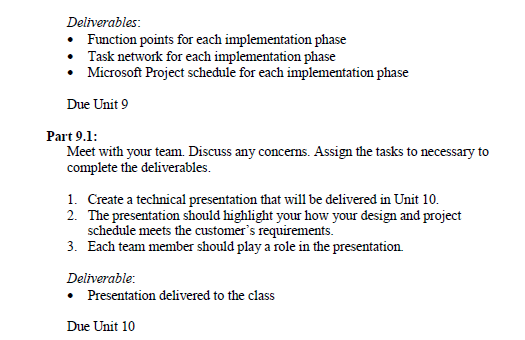 Deliverables:
• Function points for each implementation phase
• Task network for each implementation phase
• Microsoft Project schedule for each implementation phase
Due Unit 9
Part 9.1:
Meet with your team. Discuss any concerns. Assign the tasks to necessary to
complete the deliverables.
1. Create a technical presentation that will be delivered in Unit 10.
2. The presentation should highlight your how your design and project
schedule meets the customer's requirements.
3. Each team member should play a role in the presentation.
Deliverable:
• Presentation delivered to the class
Due Unit 10